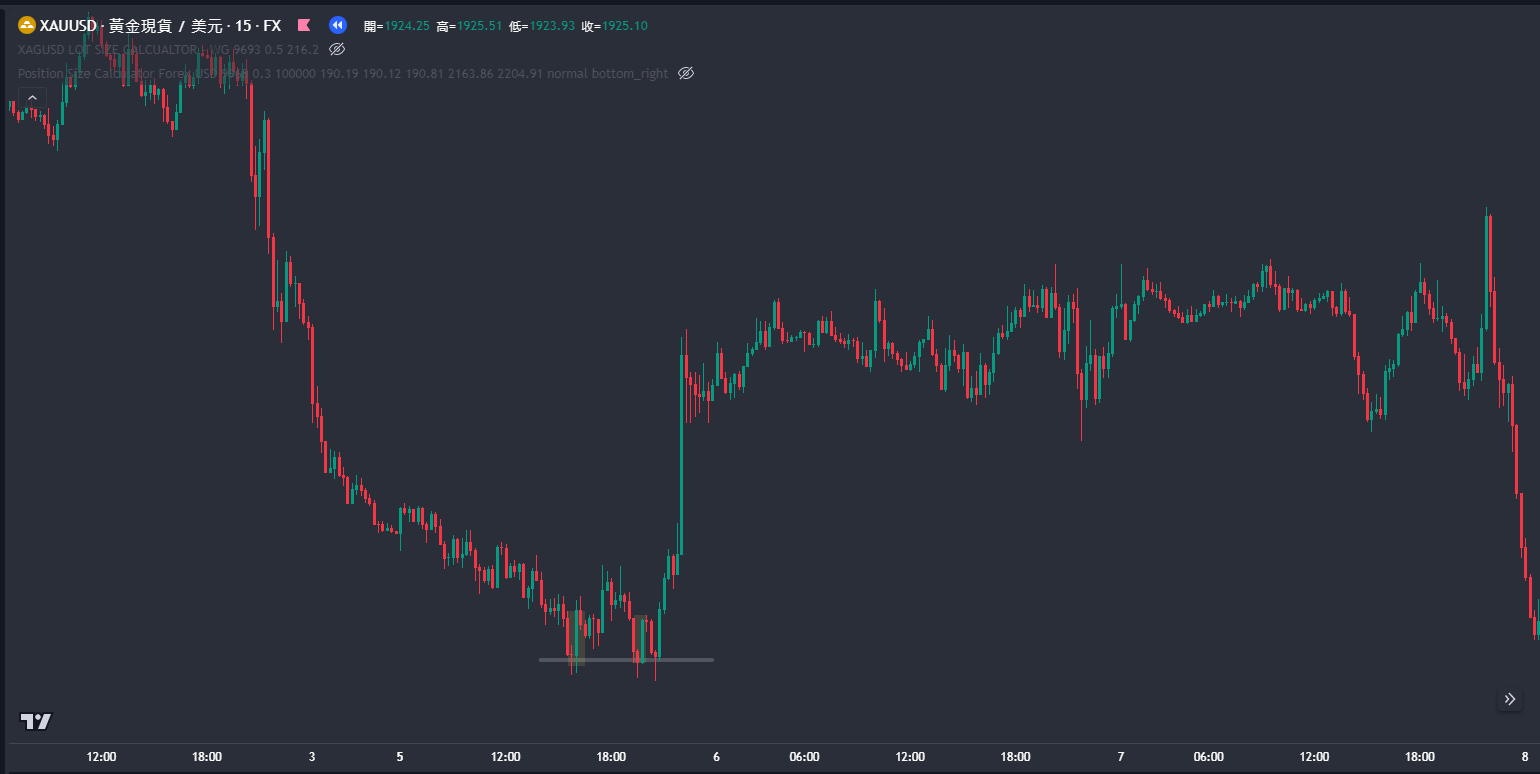 XAUUSD · 黃金現貨 / 美元 · 15 · FX 開=1924.25 高=1925.51 低=1923.93 收=1925.10
XAGUSD LOT SIZE CALCUALTOR - WG 9693 0.5 216.2
Position Size Calculator Forex USD 0.3 100000 190.19 190.12 190.81 2163.86 2204.91 normal bottom_right
12:00 18:00 3 5 12:00 18:00 6 06:00 12:00 18:00 7 06:00 12:00 18:00 8